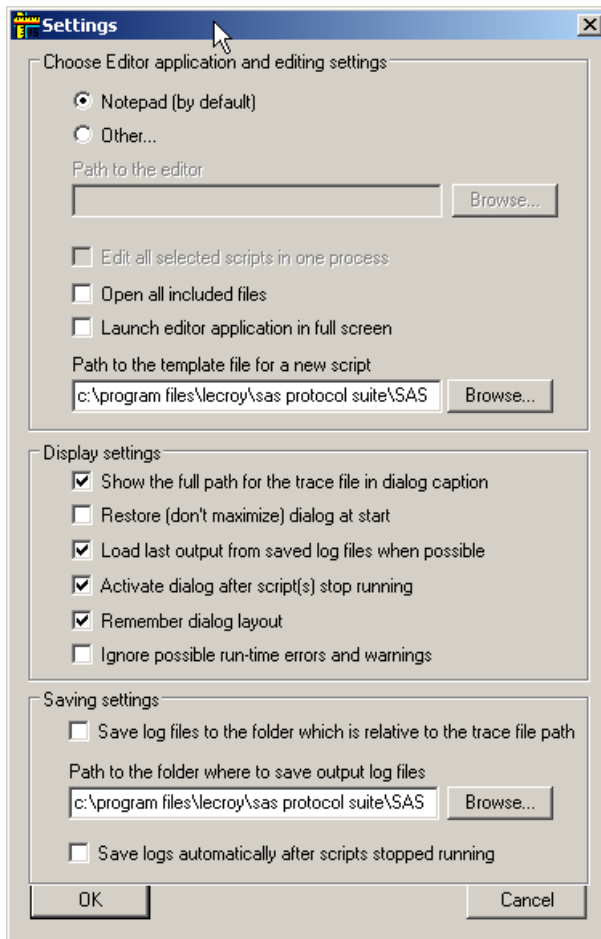 Settings
Choose Editor application and editing settings
Notepad (by default)
Other...
Path to the editor
Browse...
Edit all selected scripts in one process
Open all included files
Launch editor application in full screen
Path to the template file for a new script
c:\program files\lecroy\sas protocol suite\SAS Browse...
Display settings
Show the full path for the trace file in dialog caption
Restore (don't maximize) dialog at start
Load last output from saved log files when possible
Activate dialog after script(s) stop running
Remember dialog layout
Ignore possible run-time errors and warnings
Saving settings
Save log files to the folder which is relative to the trace file path
Path to the folder where to save output log files
c:\program files\lecroy\sas protocol suite\SAS Browse...
Save logs automatically after scripts stopped running
OK Cancel